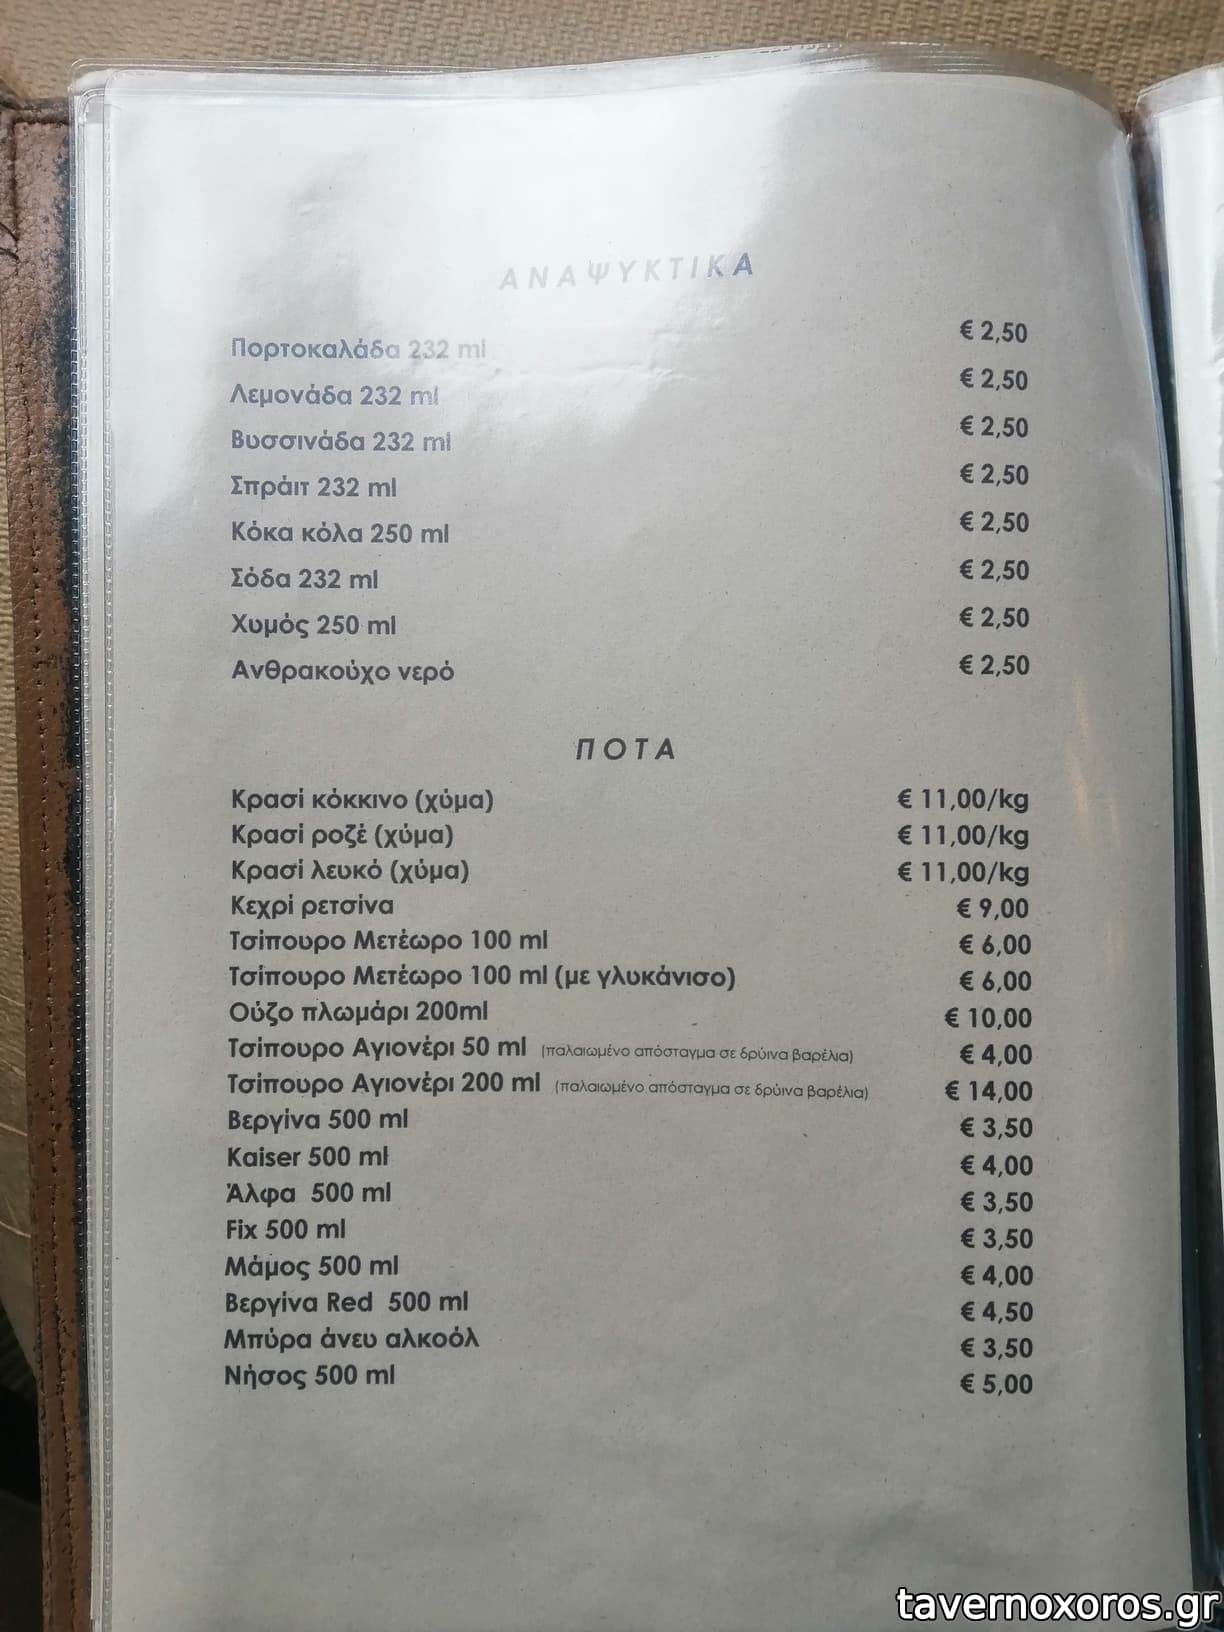 ΑΝΑΨΥΚΤΙΚΑ
Πορτοκαλάδα 232 ml € 2,50
Λεμονάδα 232 ml € 2,50
Βυσσινάδα 232 ml € 2,50
Σπράιτ 232 ml € 2,50
Κόκα κόλα 250 ml € 2,50
Σόδα 232 ml € 2,50
Χυμός 250 ml € 2,50
Ανθρακούχο νερό € 2,50
ΠΟΤΑ
Κρασί κόκκινο (χύμα) € 11,00/kg
Κρασί ροζέ (χύμα) € 11,00/kg
Κρασί λευκό (χύμα) € 11,00/kg
Κεχρί ρετσίνα € 9,00
Τσίπουρο Μετέωρο 100 ml € 6,00
Τσίπουρο Μετέωρο 100 ml (με γλυκάνισο) € 6,00
Ούζο πλωμάρι 200ml € 10,00
Τσίπουρο Αγιονέρι 50 ml (παλαιωμένο απόσταγμα σε δρύινα βαρέλια) € 4,00
Τσίπουρο Αγιονέρι 200 ml (παλαιωμένο απόσταγμα σε δρύινα βαρέλια) € 14,00
Βεργίνα 500 ml € 3,50
Kaiser 500 ml € 4,00
Άλφα 500 ml € 3,50
Fix 500 ml € 3,50
Μάμος 500 ml € 4,00
Βεργίνα Red 500 ml € 4,50
Μπύρα άνευ αλκοόλ € 3,50
Νήσος 500 ml € 5,00
tavernoxoros.gr